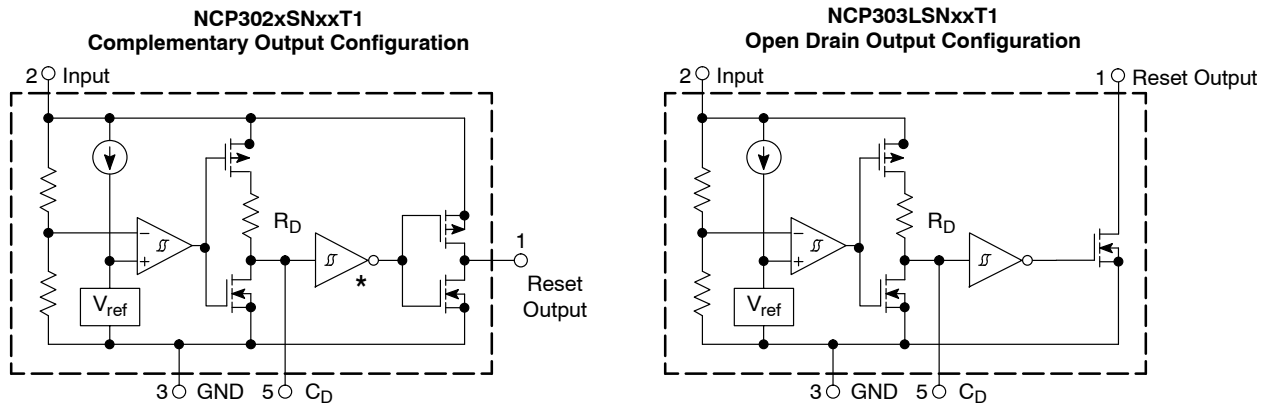 NCP302xSNxxT1
Complementary Output Configuration
2 Input
R_D
− 
+
V_ref
*
1
Reset
Output
3 GND 5 C_D
NCP303LSNxxT1
Open Drain Output Configuration
2 Input
1 Reset Output
R_D
−
+
V_ref
3 GND 5 C_D